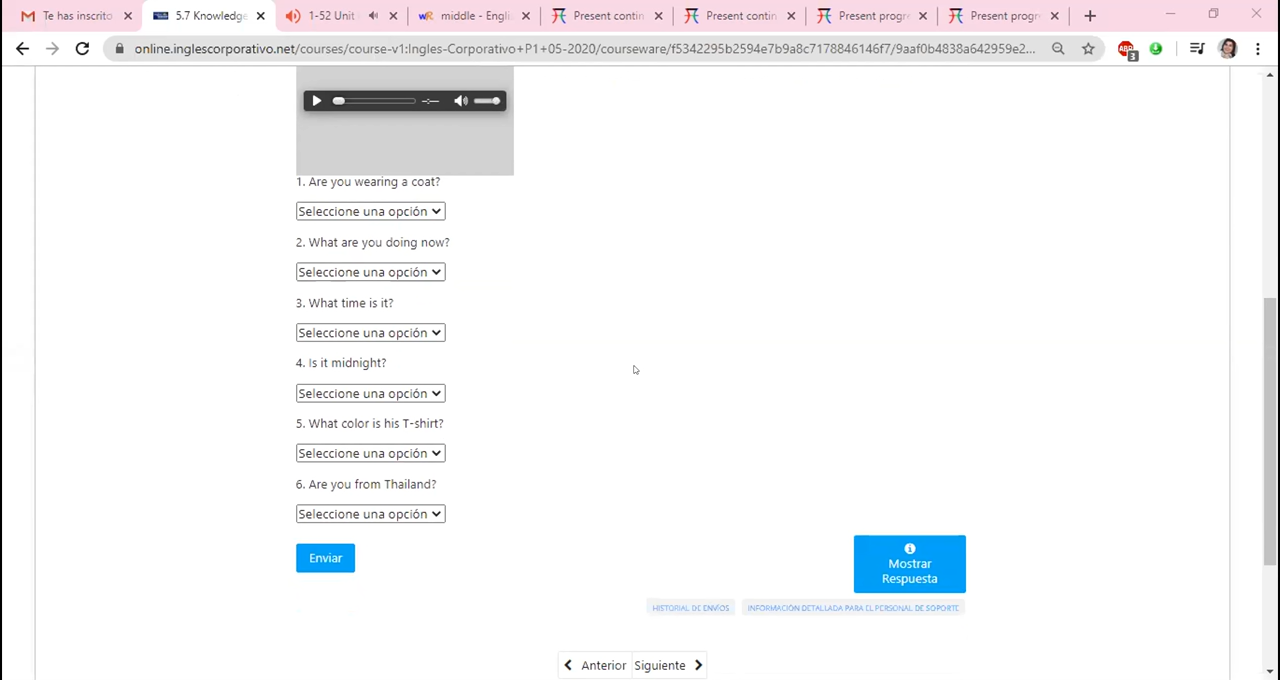 Te has inscrito
5.7 Knowledge
1-52 Unit
middle - Engli
Present contin
Present contin
Present progre
Present progre
online.inglescorporativo.net/courses/course-v1:Ingles-Corporativo+P1+05-2020/courseware/f5342295b2594e7b9a8c7178846146f7/9aaf0b4838a642959e2...
ABP
3
1. Are you wearing a coat?
Seleccione una opción
2. What are you doing now?
Seleccione una opción
3. What time is it?
Seleccione una opción
4. Is it midnight?
Seleccione una opción
5. What color is his T-shirt?
Seleccione una opción
6. Are you from Thailand?
Seleccione una opción
Enviar
Mostrar
Respuesta
HISTORIAL DE ENVÍOS
INFORMACIÓN DETALLADA PARA EL PERSONAL DE SOPORTE
Anterior
Siguiente